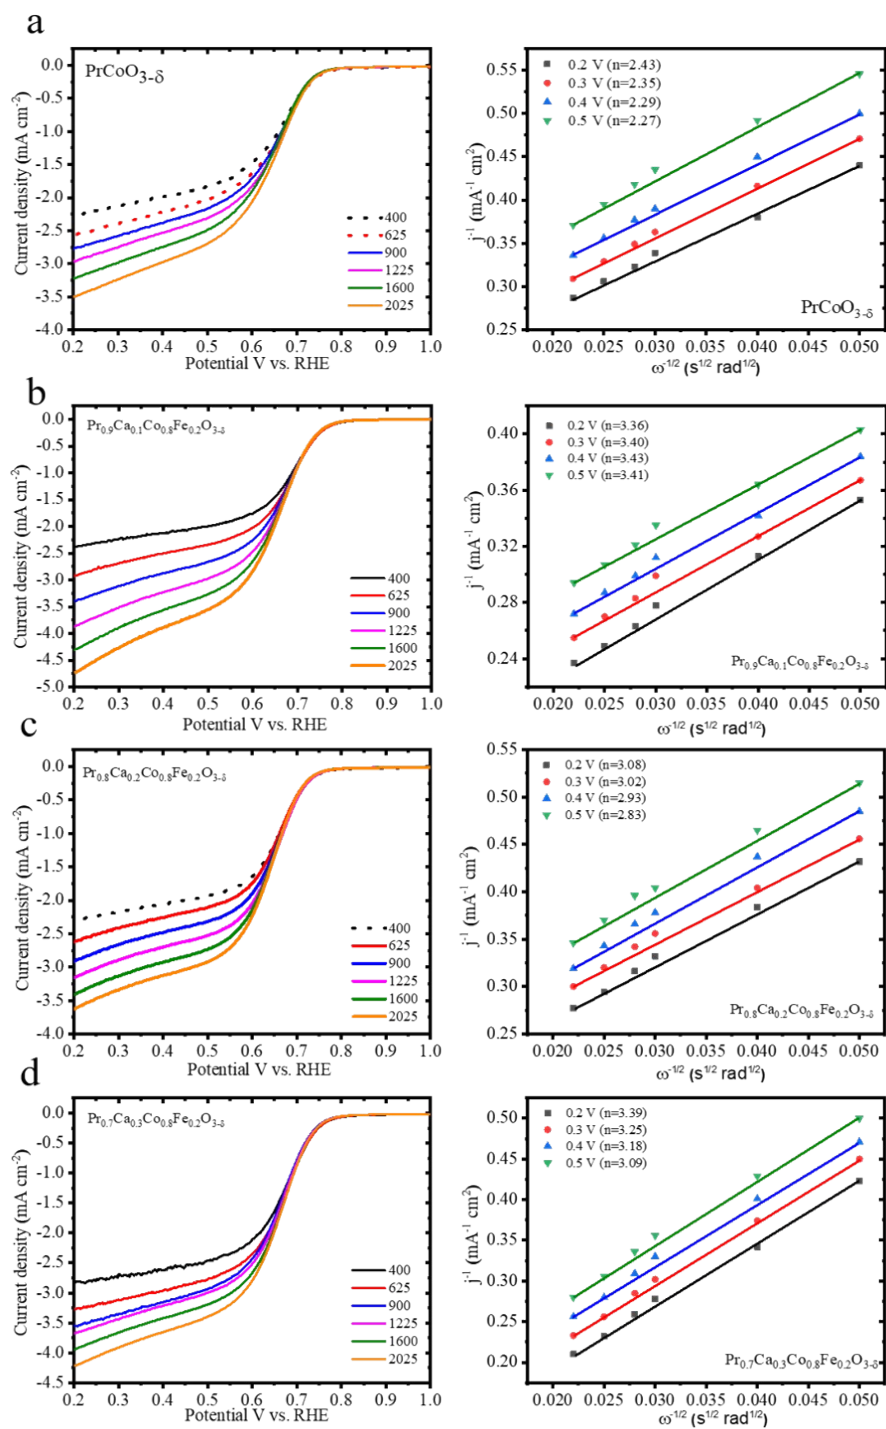 a
PrCoO3-δ
0.0
-0.5
-1.0
-1.5
-2.0
-2.5
-3.0
-3.5
-4.0
Current density (mA cm-2)
400
625
900
1225
1600
2025
0.2 0.3 0.4 0.5 0.6 0.7 0.8 0.9 1.0
Potential V vs. RHE
0.2 V (n=2.43)
0.3 V (n=2.35)
0.4 V (n=2.29)
0.5 V (n=2.27)
0.55
0.50
0.45
0.40
0.35
0.30
0.25
j-1 (mA-1 cm2)
PrCoO3-δ
0.020 0.025 0.030 0.035 0.040 0.045 0.050
ω-1/2 (s1/2 rad1/2)
b
Pr0.9Ca0.1Co0.8Fe0.2O3-δ
0.0
-0.5
-1.0
-1.5
-2.0
-2.5
-3.0
-3.5
-4.0
-4.5
-5.0
Current density (mA cm-2)
400
625
900
1225
1600
2025
0.2 0.3 0.4 0.5 0.6 0.7 0.8 0.9 1.0
Potential V vs. RHE
0.2 V (n=3.36)
0.3 V (n=3.40)
0.4 V (n=3.43)
0.5 V (n=3.41)
0.40
0.36
0.32
0.28
0.24
j-1 (mA-1 cm2)
Pr0.9Ca0.1Co0.8Fe0.2O3-δ
0.020 0.025 0.030 0.035 0.040 0.045 0.050
ω-1/2 (s1/2 rad1/2)
c
Pr0.8Ca0.2Co0.8Fe0.2O3-δ
0.0
-0.5
-1.0
-1.5
-2.0
-2.5
-3.0
-3.5
-4.0
Current density (mA cm-2)
400
625
900
1225
1600
2025
0.2 0.3 0.4 0.5 0.6 0.7 0.8 0.9 1.0
Potential V vs. RHE
0.2 V (n=3.08)
0.3 V (n=3.02)
0.4 V (n=2.93)
0.5 V (n=2.83)
0.55
0.50
0.45
0.40
0.35
0.30
0.25
j-1 (mA-1 cm2)
Pr0.8Ca0.2Co0.8Fe0.2O3-δ
0.020 0.025 0.030 0.035 0.040 0.045 0.050
ω-1/2 (s1/2 rad1/2)
d
Pr0.7Ca0.3Co0.8Fe0.2O3-δ
0.0
-0.5
-1.0
-1.5
-2.0
-2.5
-3.0
-3.5
-4.0
-4.5
Current density (mA cm-2)
400
625
900
1225
1600
2025
0.2 0.3 0.4 0.5 0.6 0.7 0.8 0.9 1.0
Potential V vs. RHE
0.2 V (n=3.39)
0.3 V (n=3.25)
0.4 V (n=3.18)
0.5 V (n=3.09)
0.50
0.45
0.40
0.35
0.30
0.25
0.20
j-1 (mA-1 cm2)
Pr0.7Ca0.3Co0.8Fe0.2O3-δ
0.020 0.025 0.030 0.035 0.040 0.045 0.050
ω-1/2 (s1/2 rad1/2)